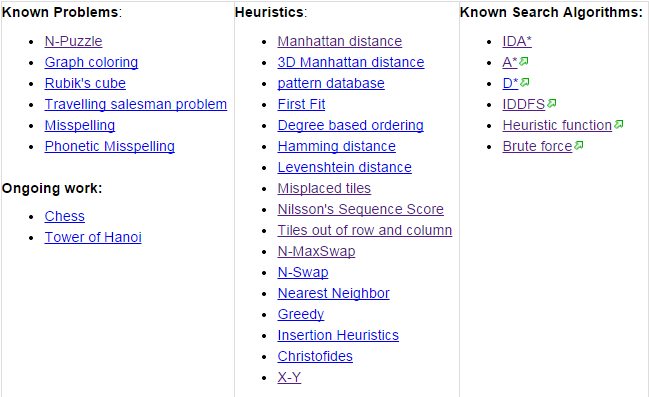 Known Problems:
N-Puzzle
Graph coloring
Rubik's cube
Travelling salesman problem
Misspelling
Phonetic Misspelling
Ongoing work:
Chess
Tower of Hanoi
Heuristics:
Manhattan distance
3D Manhattan distance
pattern database
First Fit
Degree based ordering
Hamming distance
Levenshtein distance
Misplaced tiles
Nilsson's Sequence Score
Tiles out of row and column
N-MaxSwap
N-Swap
Nearest Neighbor
Greedy
Insertion Heuristics
Christofides
X-Y
Known Search Algorithms:
IDA*
A*
D*
IDDFS
Heuristic function
Brute force